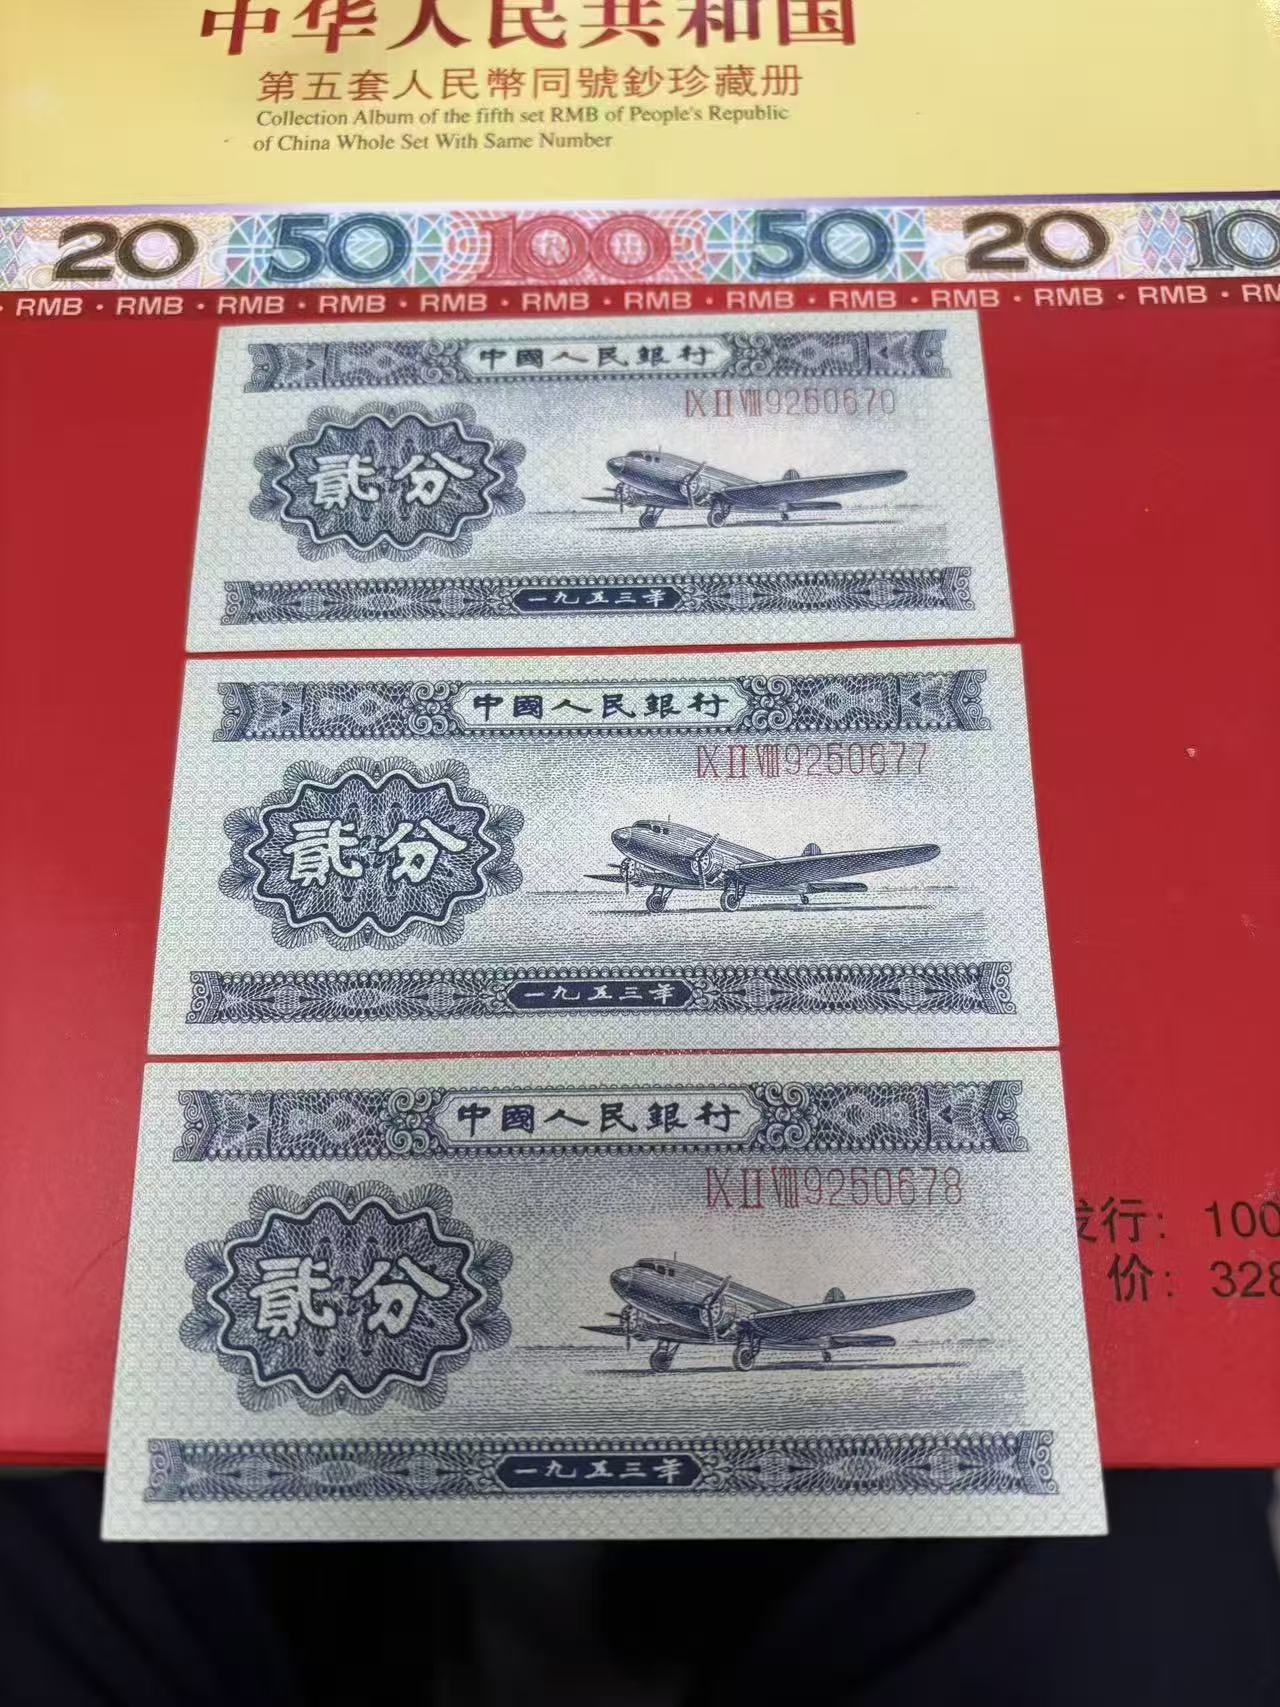 中华人民共和国
第五套人民幣同號鈔珍藏册
Collection Album of the fifth set RMB of People's Republic
of China Whole Set With Same Number
20 50 100 50 20 10
RMB · RMB · RMB · RMB · RMB · RMB · RMB · RMB · RMB · RMB · RMB · RMB · RM
中國人民銀行
IX II VIII 9250670
貳分
一九五三年
中國人民銀行
IX II VIII 9250677
貳分
一九五三年
中國人民銀行
IX II VIII 9250678
貳分
一九五三年
发行：100
价：328